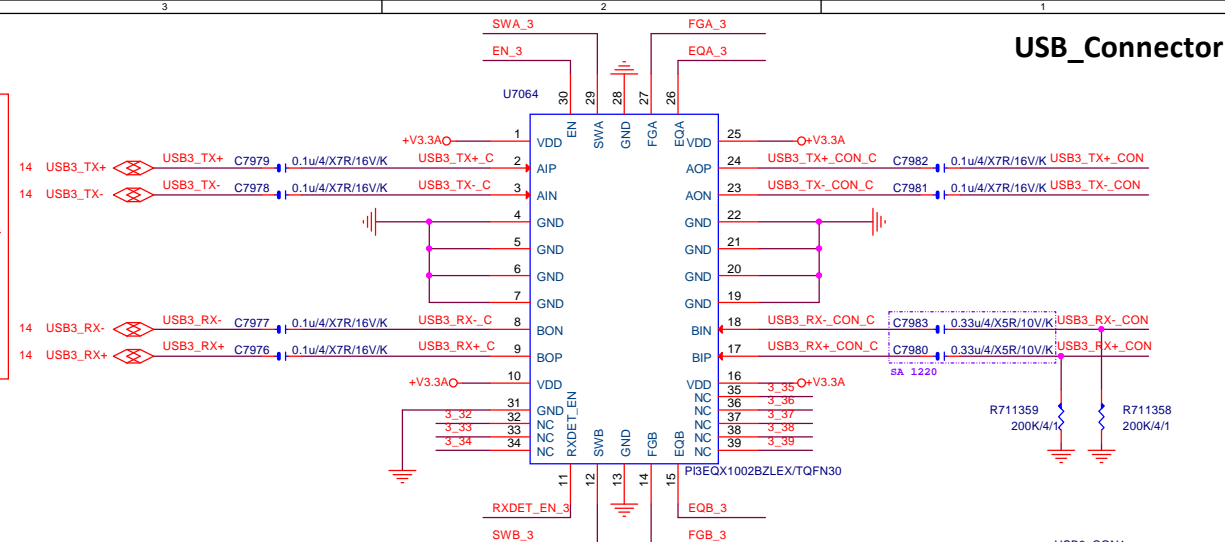 3 2 1
SWA_3 FGA_3
USB_Connector
EN_3 EQA_3
U7064
30 29 28 27 26
EN SWA GND FGA EQA
+V3.3A 1 VDD VDD 25 +V3.3A
14 USB3_TX+ USB3_TX+ C7979 0.1u/4/X7R/16V/K USB3_TX+_C 2 AIP AOP 24 USB3_TX+_CON_C C7982 0.1u/4/X7R/16V/K USB3_TX+_CON
14 USB3_TX- USB3_TX- C7978 0.1u/4/X7R/16V/K USB3_TX-_C 3 AIN AON 23 USB3_TX-_CON_C C7981 0.1u/4/X7R/16V/K USB3_TX-_CON
4 GND GND 22
5 GND GND 21
6 GND GND 20
7 GND GND 19
14 USB3_RX- USB3_RX- C7977 0.1u/4/X7R/16V/K USB3_RX-_C 8 BON BIN 18 USB3_RX-_CON_C C7983 0.33u/4/X5R/10V/K USB3_RX-_CON
14 USB3_RX+ USB3_RX+ C7976 0.1u/4/X7R/16V/K USB3_RX+_C 9 BOP BIP 17 USB3_RX+_CON_C C7980 0.33u/4/X5R/10V/K USB3_RX+_CON
SA 1220
+V3.3A 10 VDD VDD 16 +V3.3A
31 GND NC 35 3_35
3_32 32 NC NC 36 3_36
3_33 33 NC NC 37 3_37
3_34 34 NC NC 38 3_38
NC 39 3_39
R711359 R711358
200K/4/1 200K/4/1
RXDET_EN SWB GND FGB EQB
PI3EQX1002BZLEX/TQFN30
11 12 13 14 15
RXDET_EN_3 EQB_3
SWB_3 FGB_3